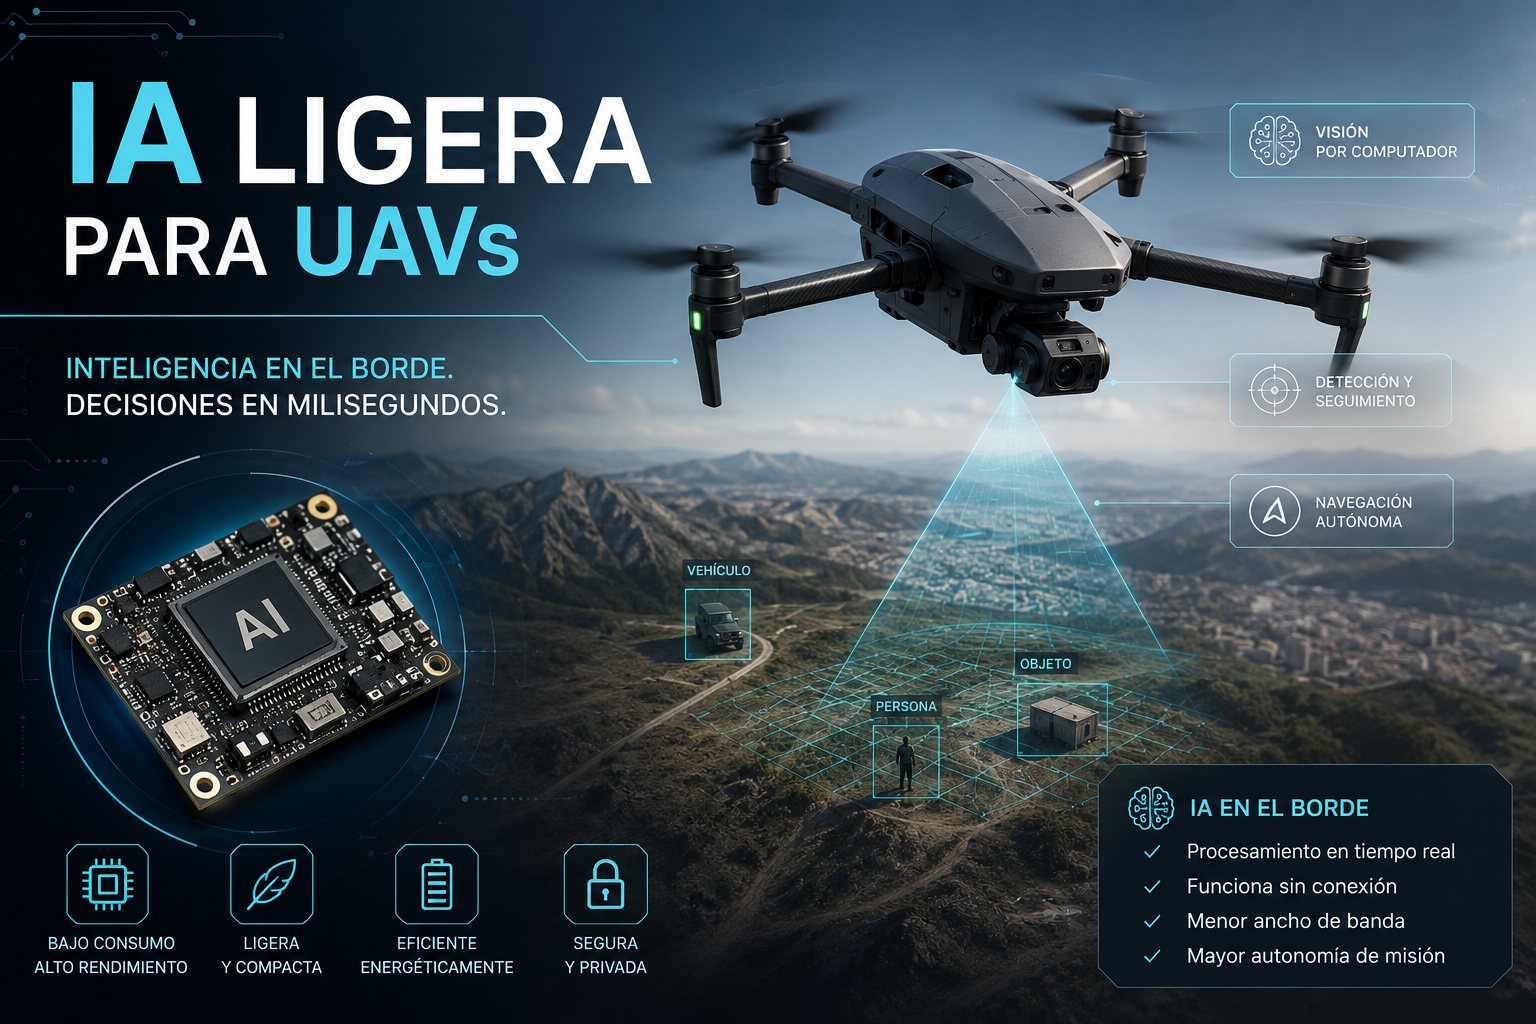 IA LIGERA
PARA UAVs
INTELIGENCIA EN EL BORDE.
DECISIONES EN MILISEGUNDOS.
AI
BAJO CONSUMO
ALTO RENDIMIENTO
LIGERA
Y COMPACTA
EFICIENTE
ENERGÉTICAMENTE
SEGURA
Y PRIVADA
VISIÓN
POR COMPUTADOR
DETECCIÓN Y
SEGUIMIENTO
NAVEGACIÓN
AUTÓNOMA
VEHÍCULO
OBJETO
PERSONA
IA EN EL BORDE
Procesamiento en tiempo real
Funciona sin conexión
Menor ancho de banda
Mayor autonomía de misión